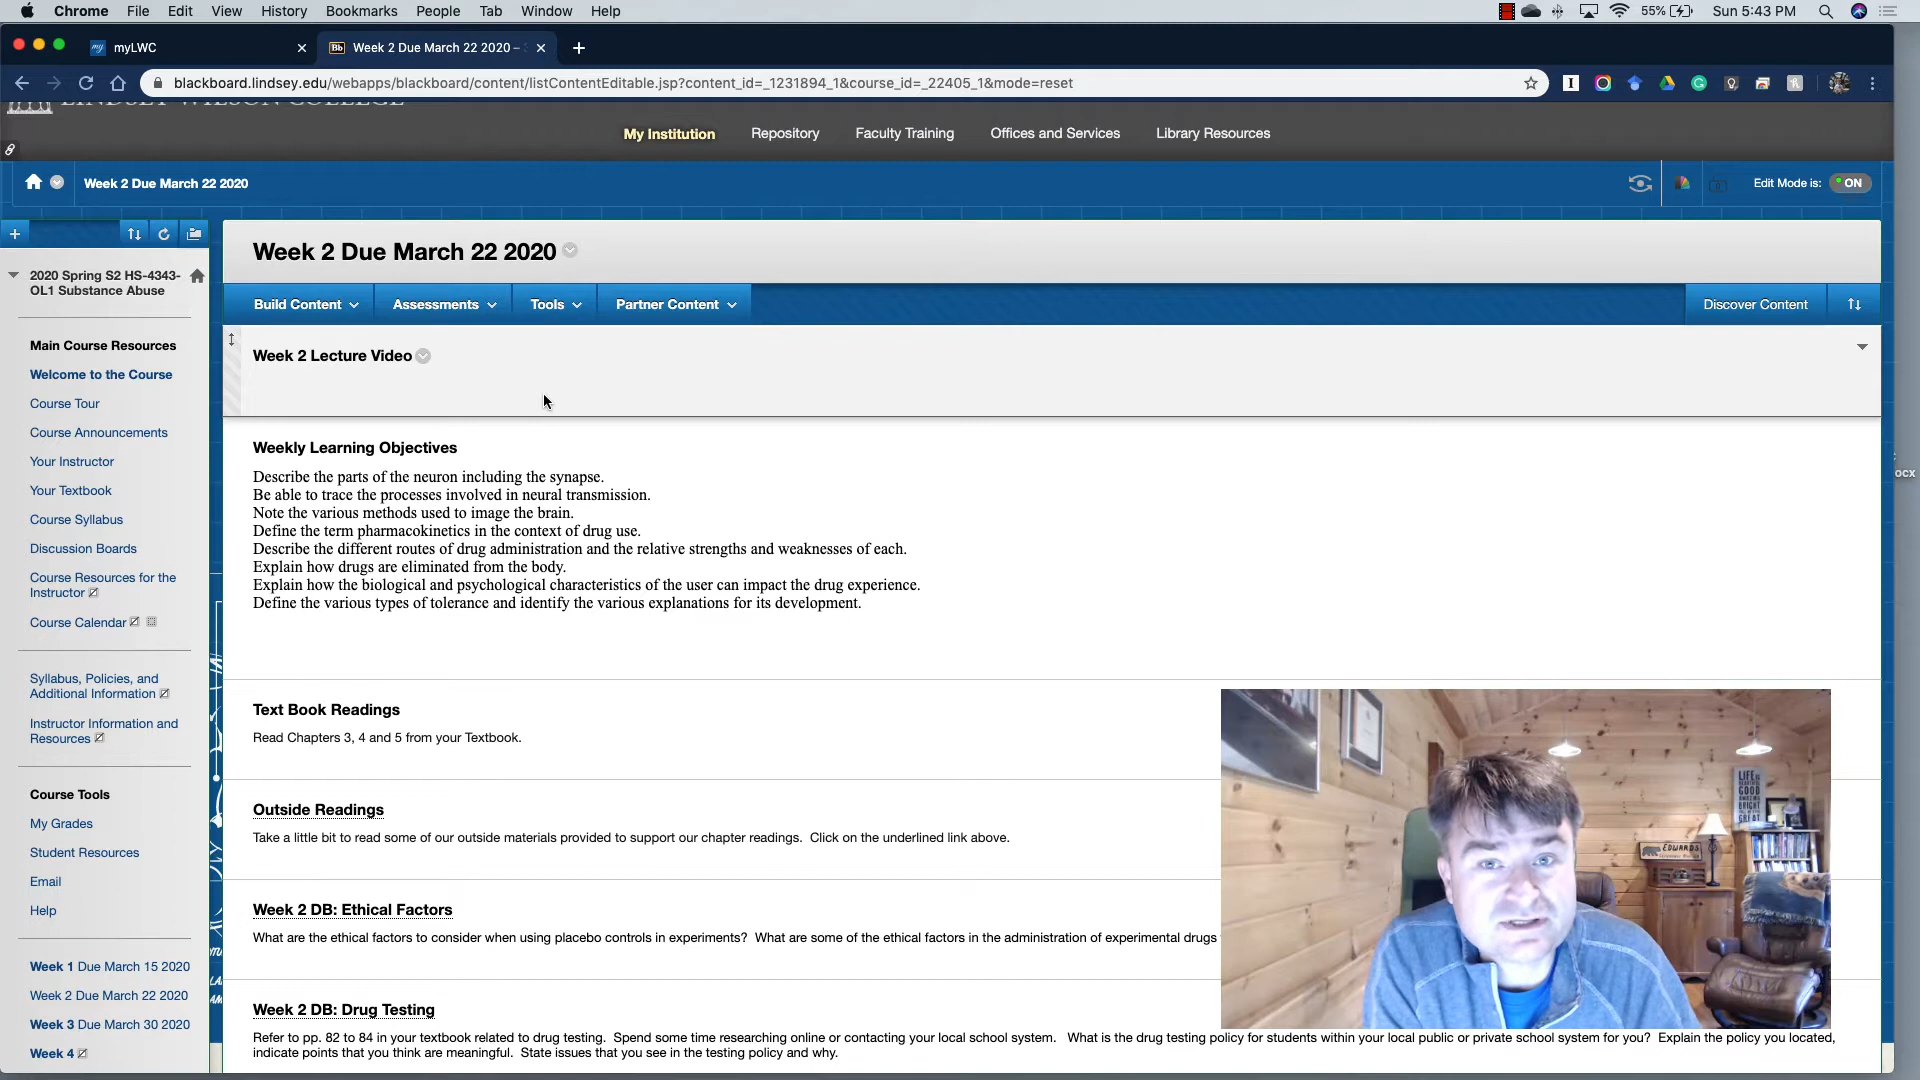 Chrome File Edit View History Bookmarks People Tab Window Help 55% Sun 5:43 PM
my myLWC Bb Week 2 Due March 22 2020 –
blackboard.lindsey.edu/webapps/blackboard/content/listContentEditable.jsp?content_id=_1231894_1&course_id=_22405_1&mode=reset
LINDSEY WILSON COLLEGE
My Institution Repository Faculty Training Offices and Services Library Resources
Week 2 Due March 22 2020 Edit Mode is: ON
Week 2 Due March 22 2020
Build Content Assessments Tools Partner Content Discover Content
2020 Spring S2 HS-4343-
OL1 Substance Abuse
Main Course Resources
Welcome to the Course
Course Tour
Course Announcements
Your Instructor
Your Textbook
Course Syllabus
Discussion Boards
Course Resources for the
Instructor
Course Calendar
Syllabus, Policies, and
Additional Information
Instructor Information and
Resources
Course Tools
My Grades
Student Resources
Email
Help
Week 1 Due March 15 2020
Week 2 Due March 22 2020
Week 3 Due March 30 2020
Week 4
Week 2 Lecture Video
Weekly Learning Objectives
Describe the parts of the neuron including the synapse.
Be able to trace the processes involved in neural transmission.
Note the various methods used to image the brain.
Define the term pharmacokinetics in the context of drug use.
Describe the different routes of drug administration and the relative strengths and weaknesses of each.
Explain how drugs are eliminated from the body.
Explain how the biological and psychological characteristics of the user can impact the drug experience.
Define the various types of tolerance and identify the various explanations for its development.
Text Book Readings
Read Chapters 3, 4 and 5 from your Textbook.
Outside Readings
Take a little bit to read some of our outside materials provided to support our chapter readings. Click on the underlined link above.
Week 2 DB: Ethical Factors
What are the ethical factors to consider when using placebo controls in experiments? What are some of the ethical factors in the administration of experimental drugs
Week 2 DB: Drug Testing
Refer to pp. 82 to 84 in your textbook related to drug testing. Spend some time researching online or contacting your local school system. What is the drug testing policy for students within your local public or private school system for you? Explain the policy you located,
indicate points that you think are meaningful. State issues that you see in the testing policy and why.
ocx
LIFE
GOOD
AMAZING
BRIGHT
GREAT
EDWARDS